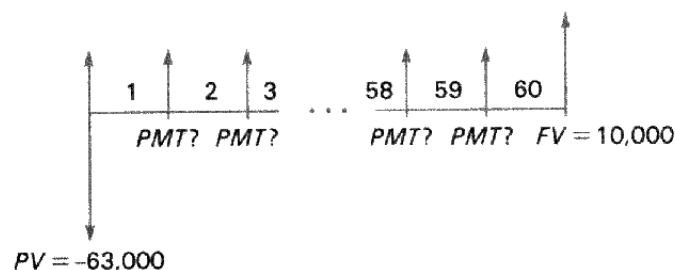 1 2 3 ... 58 59 60
PMT? PMT? PMT? PMT? FV = 10,000
PV = –63.000